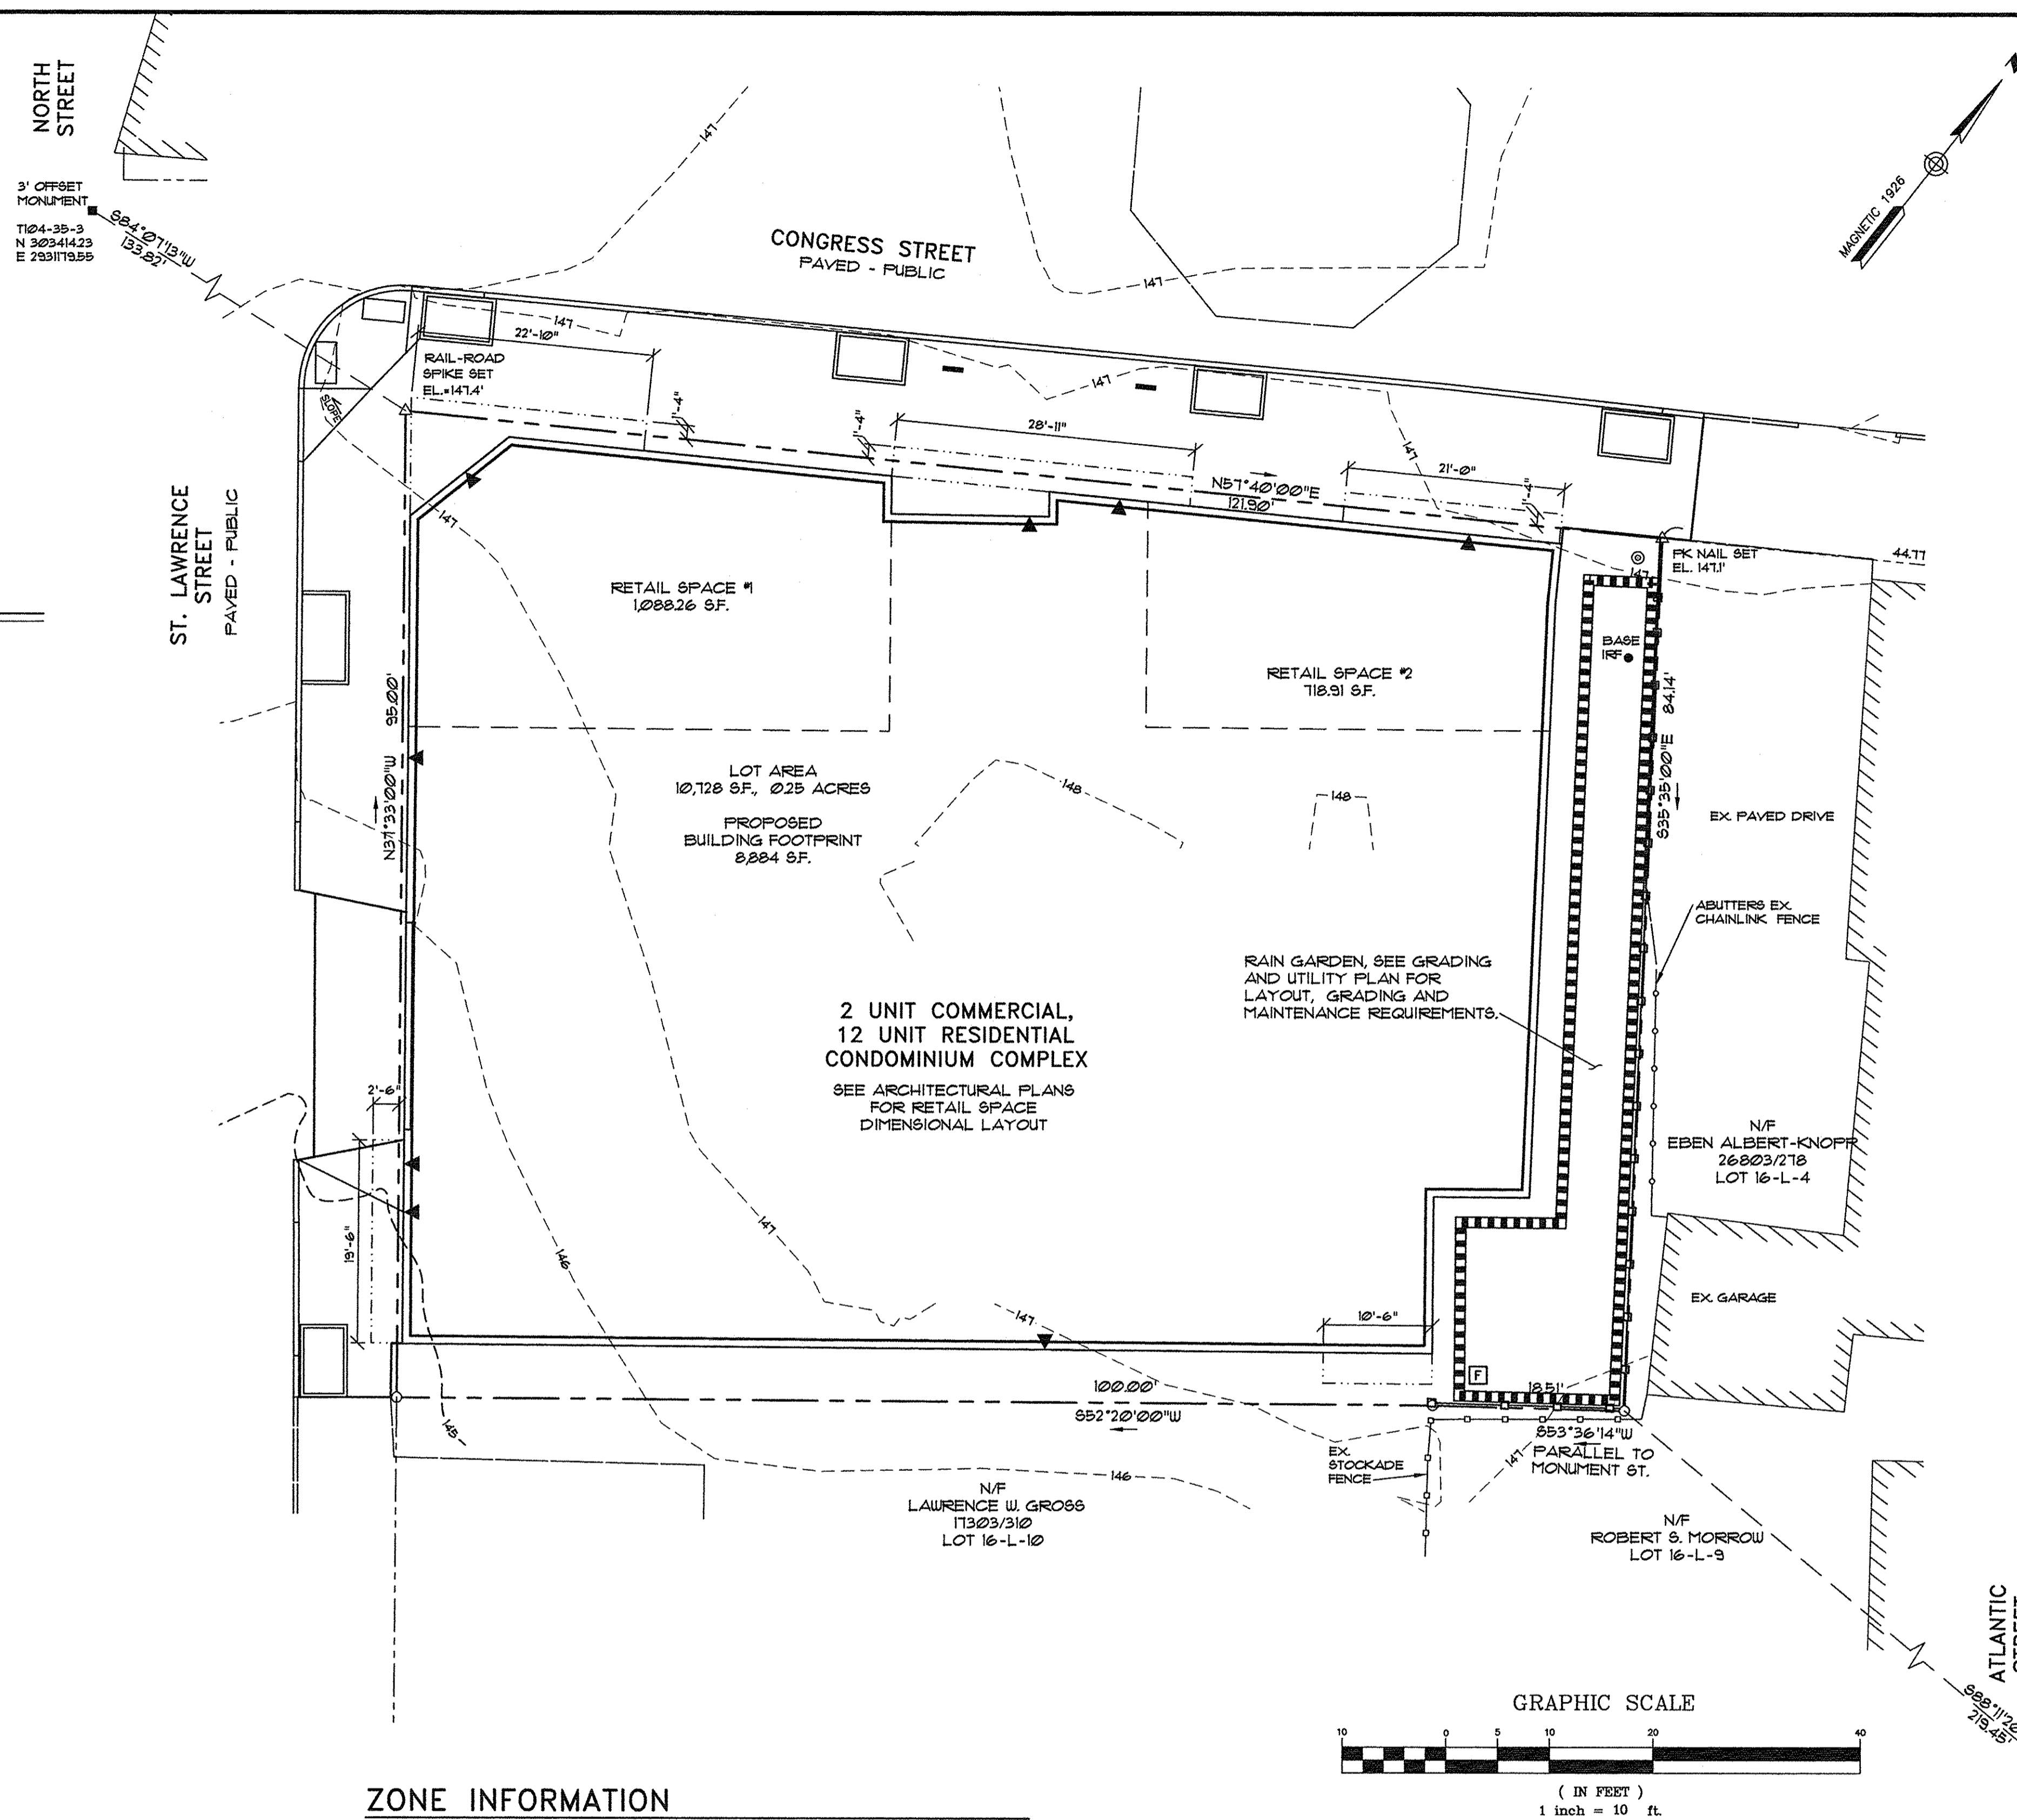 NORTH
STREET
3' OFFSET
MONUMENT
T104-35-3
N 303414.23
E 2931179.55
S84°07'13"W
133.82'
147
CONGRESS STREET
PAVED - PUBLIC
147
MAGNETIC 1926
147
22'-10"
RAIL-ROAD
SPIKE SET
EL.=147.4'
SLOPE
1'-4"
1'-4"
147
28'-11"
147
21'-0"
1'-4"
N57°40'00"E
121.90'
147
ST. LAWRENCE
STREET
PAVED - PUBLIC
PK NAIL SET
EL. 147.1'
44.77
147
RETAIL SPACE #1
1,088.26 S.F.
BASE
IRF
RETAIL SPACE #2
718.91 S.F.
N37°33'00"W
95.00'
84.14'
S35°35'00"E
LOT AREA
10,728 S.F., 0.25 ACRES
PROPOSED
BUILDING FOOTPRINT
8,884 S.F.
148
148
EX. PAVED DRIVE
ABUTTERS EX.
CHAINLINK FENCE
RAIN GARDEN, SEE GRADING
AND UTILITY PLAN FOR
LAYOUT, GRADING AND
MAINTENANCE REQUIREMENTS.
2 UNIT COMMERCIAL,
12 UNIT RESIDENTIAL
CONDOMINIUM COMPLEX
SEE ARCHITECTURAL PLANS
FOR RETAIL SPACE
DIMENSIONAL LAYOUT
2'-6"
19'-6"
N/F
EBEN ALBERT-KNOPP
26803/278
LOT 16-L-4
147
146
147
10'-6"
EX. GARAGE
F
18.51'
100.00'
S52°20'00"W
145
S53°36'14"W
PARALLEL TO
MONUMENT ST.
147
EX.
STOCKADE
FENCE
146
N/F
LAWRENCE W. GROSS
17303/310
LOT 16-L-10
N/F
ROBERT S. MORROW
LOT 16-L-9
ATLANTIC
S88°11'20
219.45'
GRAPHIC SCALE
10 0 5 10 20 40
( IN FEET )
1 inch = 10 ft.
ZONE INFORMATION